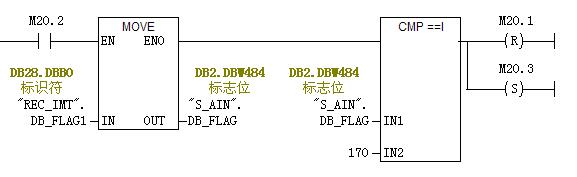 M20.2
MOVE
CMP ==I
M20.1
EN
ENO
(R)
DB28.DBB0
标识符
"REC_IMT".
DB_FLAG1
IN
OUT
DB2.DBW484
标志位
"S_AIN".
DB_FLAG
DB2.DBW484
标志位
"S_AIN".
DB_FLAG
IN1
170
IN2
M20.3
(S)